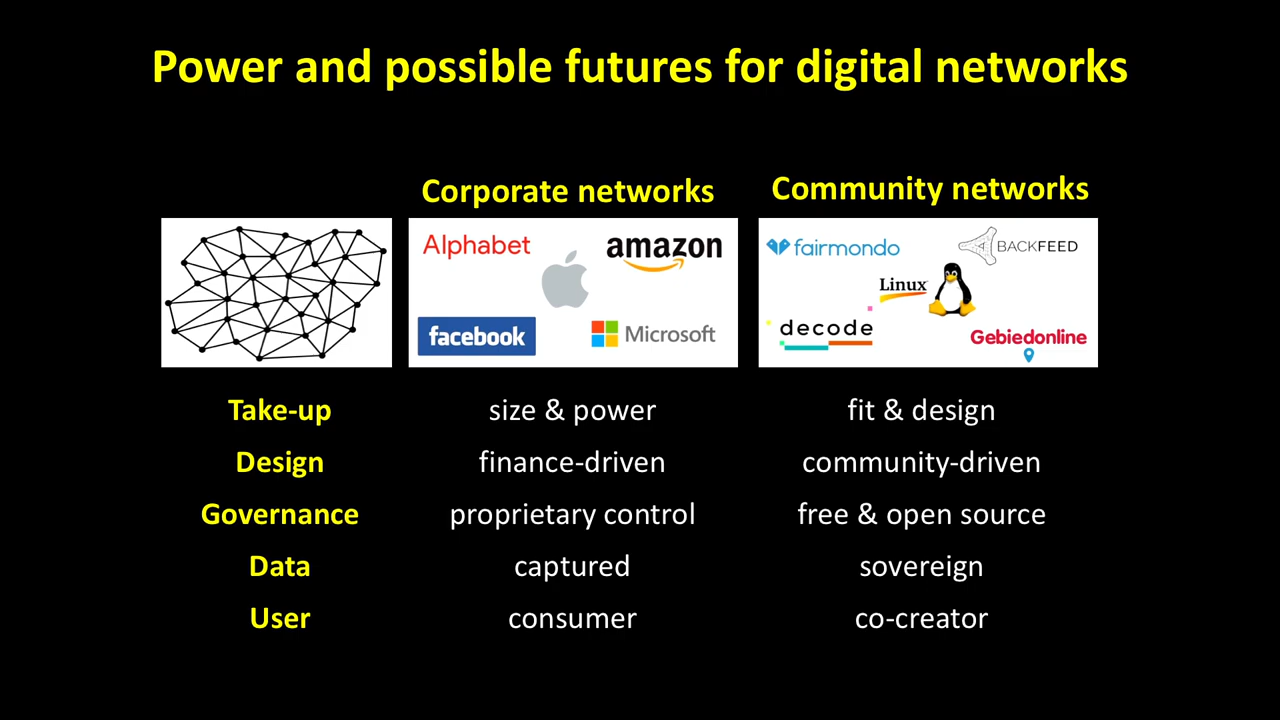 Power and possible futures for digital networks
Corporate networks
Community networks
Alphabet
amazon
facebook
Microsoft
fairmondo
BACKFEED
Linux
decode
Gebiedonline
Take-up size & power fit & design
Design finance-driven community-driven
Governance proprietary control free & open source
Data captured sovereign
User consumer co-creator